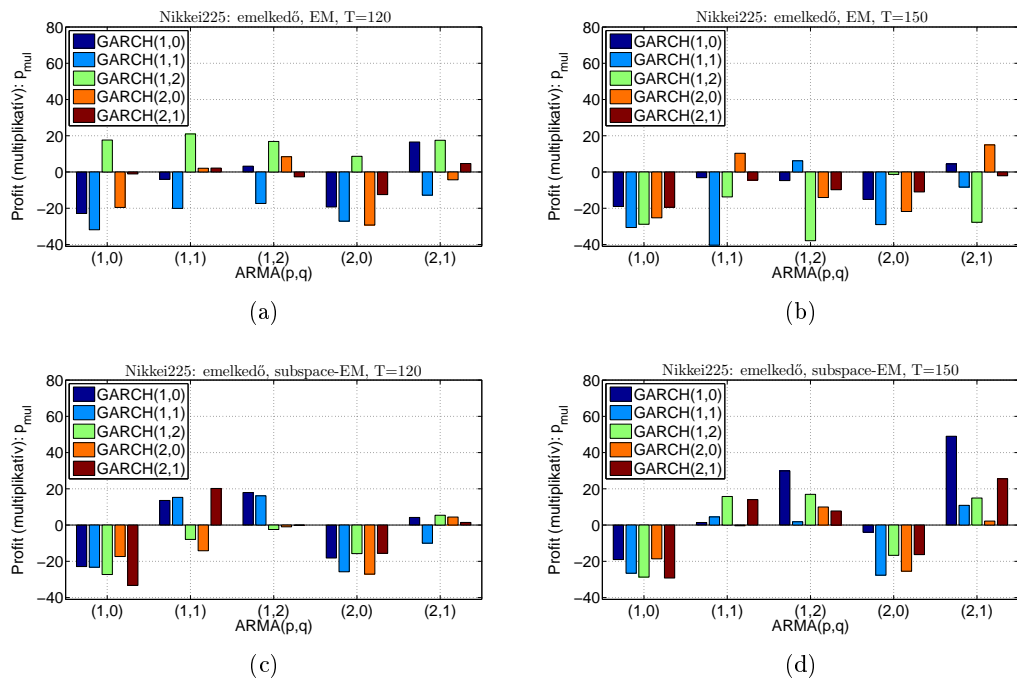 Nikkei225: emelkedő, EM, T=120
Profit (multiplikatív): p_mul
80
60
40
20
0
−20
−40
GARCH(1,0)
GARCH(1,1)
GARCH(1,2)
GARCH(2,0)
GARCH(2,1)
(1,0) (1,1) (1,2) (2,0) (2,1)
ARMA(p,q)
(a)
Nikkei225: emelkedő, EM, T=150
Profit (multiplikatív): p_mul
80
60
40
20
0
−20
−40
GARCH(1,0)
GARCH(1,1)
GARCH(1,2)
GARCH(2,0)
GARCH(2,1)
(1,0) (1,1) (1,2) (2,0) (2,1)
ARMA(p,q)
(b)
Nikkei225: emelkedő, subspace-EM, T=120
Profit (multiplikatív): p_mul
80
60
40
20
0
−20
−40
GARCH(1,0)
GARCH(1,1)
GARCH(1,2)
GARCH(2,0)
GARCH(2,1)
(1,0) (1,1) (1,2) (2,0) (2,1)
ARMA(p,q)
(c)
Nikkei225: emelkedő, subspace-EM, T=150
Profit (multiplikatív): p_mul
80
60
40
20
0
−20
−40
GARCH(1,0)
GARCH(1,1)
GARCH(1,2)
GARCH(2,0)
GARCH(2,1)
(1,0) (1,1) (1,2) (2,0) (2,1)
ARMA(p,q)
(d)